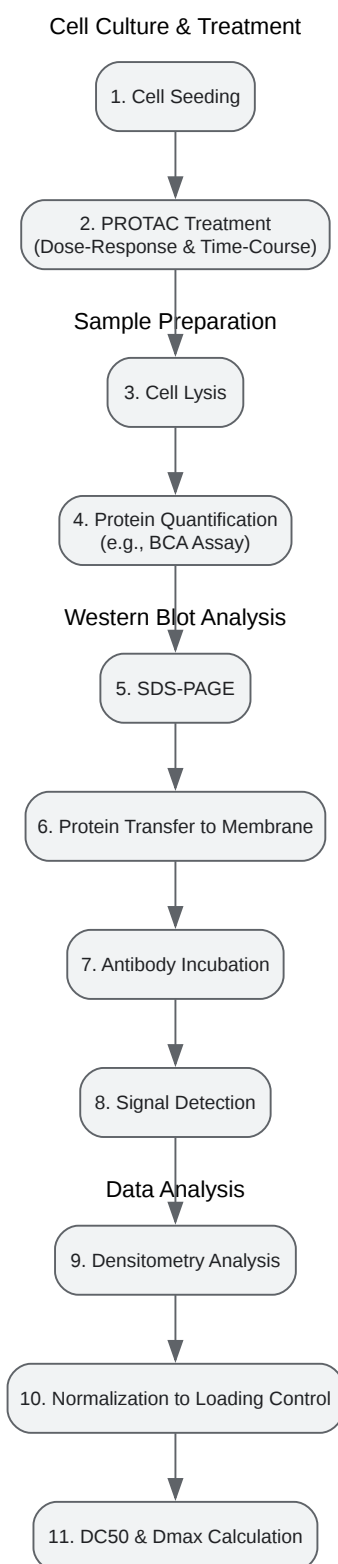 Cell Culture & Treatment
1. Cell Seeding
2. PROTAC Treatment
(Dose-Response & Time-Course)
Sample Preparation
3. Cell Lysis
4. Protein Quantification
(e.g., BCA Assay)
Western Blot Analysis
5. SDS-PAGE
6. Protein Transfer to Membrane
7. Antibody Incubation
8. Signal Detection
Data Analysis
9. Densitometry Analysis
10. Normalization to Loading Control
11. DC50 & Dmax Calculation